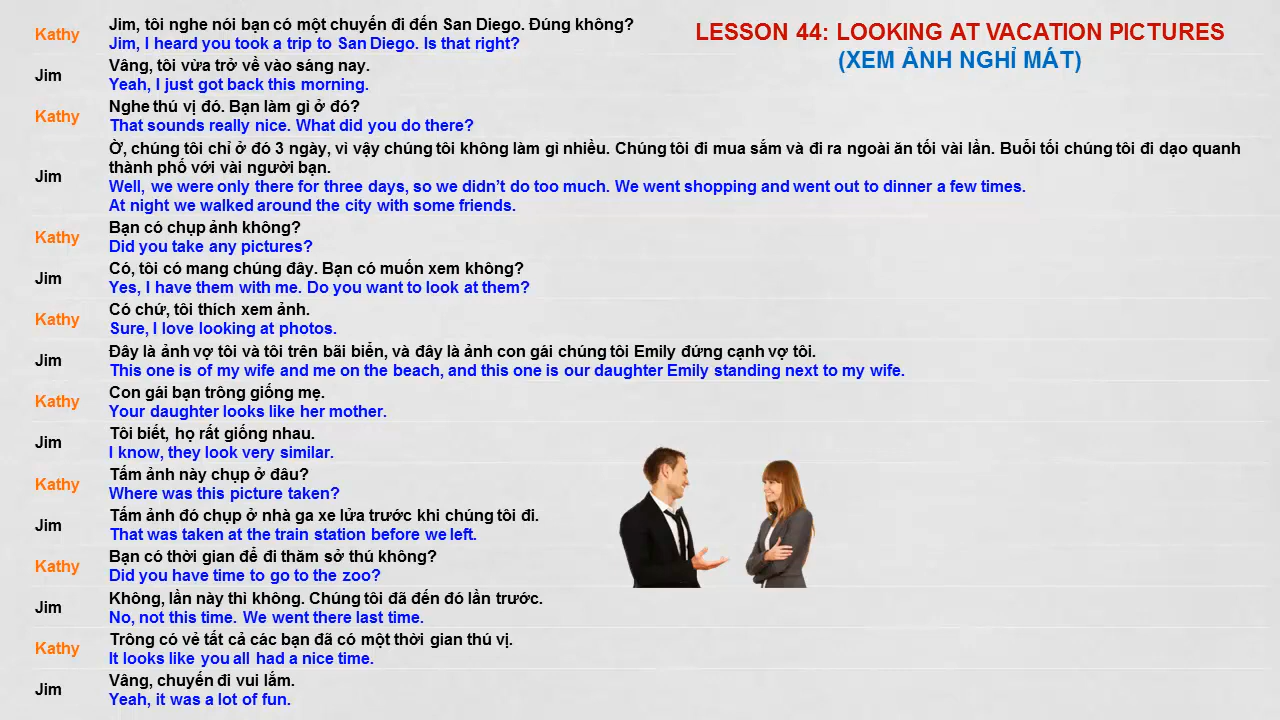 LESSON 44: LOOKING AT VACATION PICTURES
(XEM ẢNH NGHỈ MÁT)
Kathy
Jim, tôi nghe nói bạn có một chuyến đi đến San Diego. Đúng không?
Jim, I heard you took a trip to San Diego. Is that right?
Jim
Vâng, tôi vừa trở về vào sáng nay.
Yeah, I just got back this morning.
Kathy
Nghe thú vị đó. Bạn làm gì ở đó?
That sounds really nice. What did you do there?
Jim
Ờ, chúng tôi chỉ ở đó 3 ngày, vì vậy chúng tôi không làm gì nhiều. Chúng tôi đi mua sắm và đi ra ngoài ăn tối vài lần. Buổi tối chúng tôi đi dạo quanh
thành phố với vài người bạn.
Well, we were only there for three days, so we didn’t do too much. We went shopping and went out to dinner a few times.
At night we walked around the city with some friends.
Kathy
Bạn có chụp ảnh không?
Did you take any pictures?
Jim
Có, tôi có mang chúng đây. Bạn có muốn xem không?
Yes, I have them with me. Do you want to look at them?
Kathy
Có chứ, tôi thích xem ảnh.
Sure, I love looking at photos.
Jim
Đây là ảnh vợ tôi và tôi trên bãi biển, và đây là ảnh con gái chúng tôi Emily đứng cạnh vợ tôi.
This one is of my wife and me on the beach, and this one is our daughter Emily standing next to my wife.
Kathy
Con gái bạn trông giống mẹ.
Your daughter looks like her mother.
Jim
Tôi biết, họ rất giống nhau.
I know, they look very similar.
Kathy
Tấm ảnh này chụp ở đâu?
Where was this picture taken?
Jim
Tấm ảnh đó chụp ở nhà ga xe lửa trước khi chúng tôi đi.
That was taken at the train station before we left.
Kathy
Bạn có thời gian để đi thăm sở thú không?
Did you have time to go to the zoo?
Jim
Không, lần này thì không. Chúng tôi đã đến đó lần trước.
No, not this time. We went there last time.
Kathy
Trông có vẻ tất cả các bạn đã có một thời gian thú vị.
It looks like you all had a nice time.
Jim
Vâng, chuyến đi vui lắm.
Yeah, it was a lot of fun.